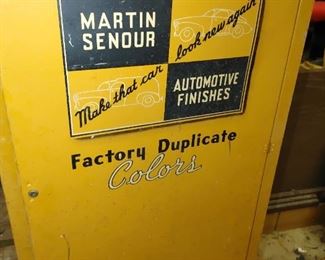 MARTIN
SENOUR
look new again
Make that car
AUTOMOTIVE
FINISHES
Factory Duplicate
Colors